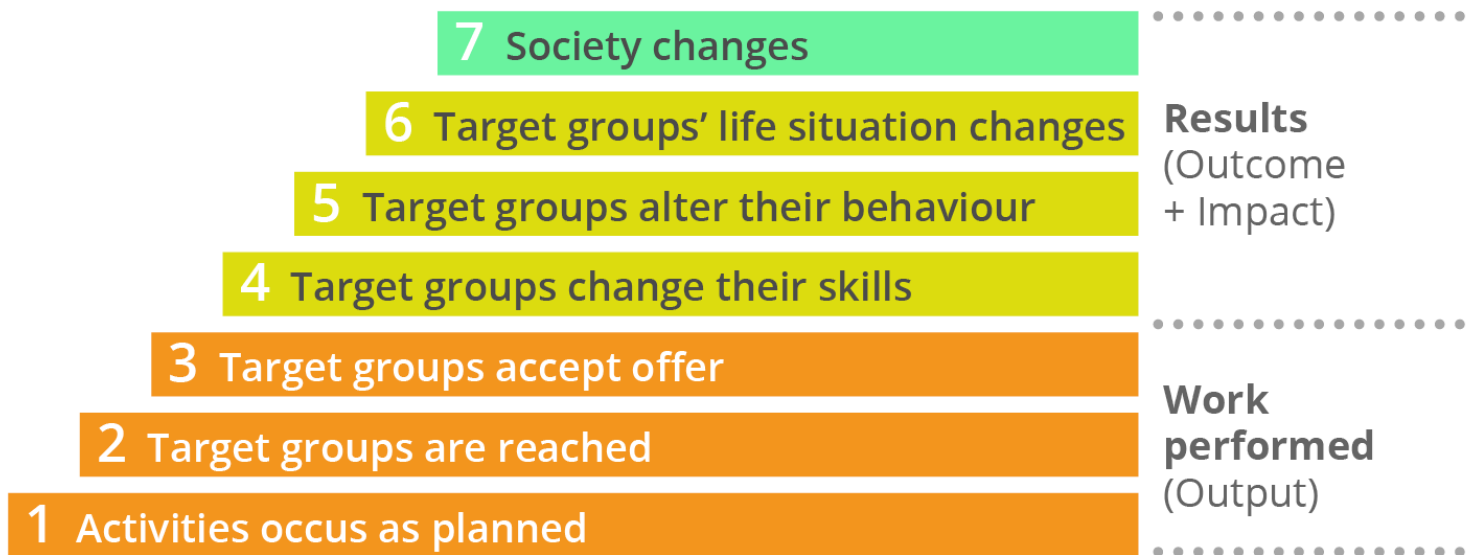 7 Society changes
6 Target groups’ life situation changes
5 Target groups alter their behaviour
4 Target groups change their skills
3 Target groups accept offer
2 Target groups are reached
1 Activities occus as planned
Results
(Outcome
+ Impact)
Work
performed
(Output)